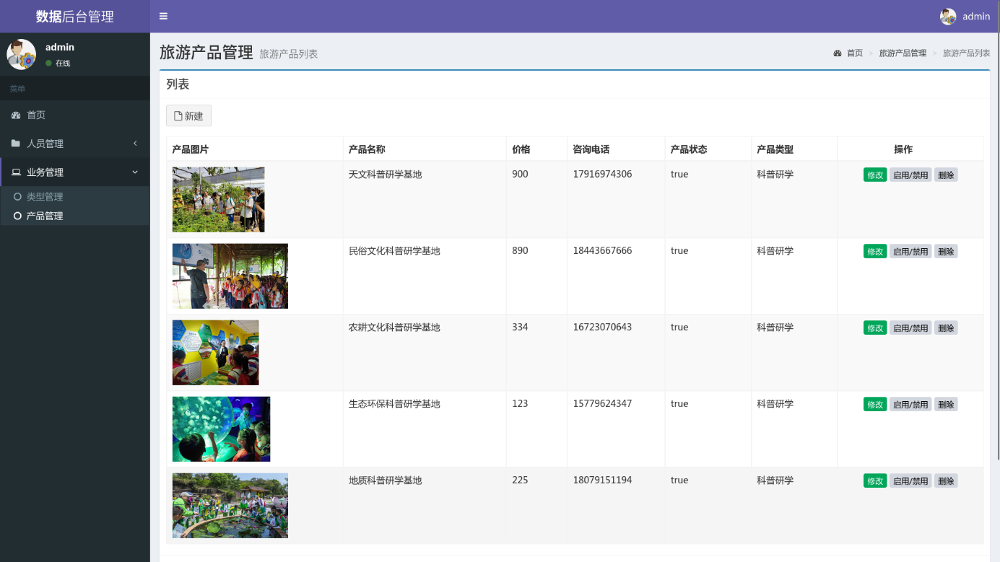 数据后台管理
admin
admin
在线
菜单
首页
人员管理
业务管理
类型管理
产品管理
旅游产品管理 旅游产品列表
首页 > 旅游产品管理 > 旅游产品列表
列表
新建
产品图片 产品名称 价格 咨询电话 产品状态 产品类型 操作
天文科普研学基地 900 17916974306 true 科普研学 修改 启用/禁用 删除
民俗文化科普研学基地 890 18443667666 true 科普研学 修改 启用/禁用 删除
农耕文化科普研学基地 334 16723070643 true 科普研学 修改 启用/禁用 删除
生态环保科普研学基地 123 15779624347 true 科普研学 修改 启用/禁用 删除
地质科普研学基地 225 18079151194 true 科普研学 修改 启用/禁用 删除